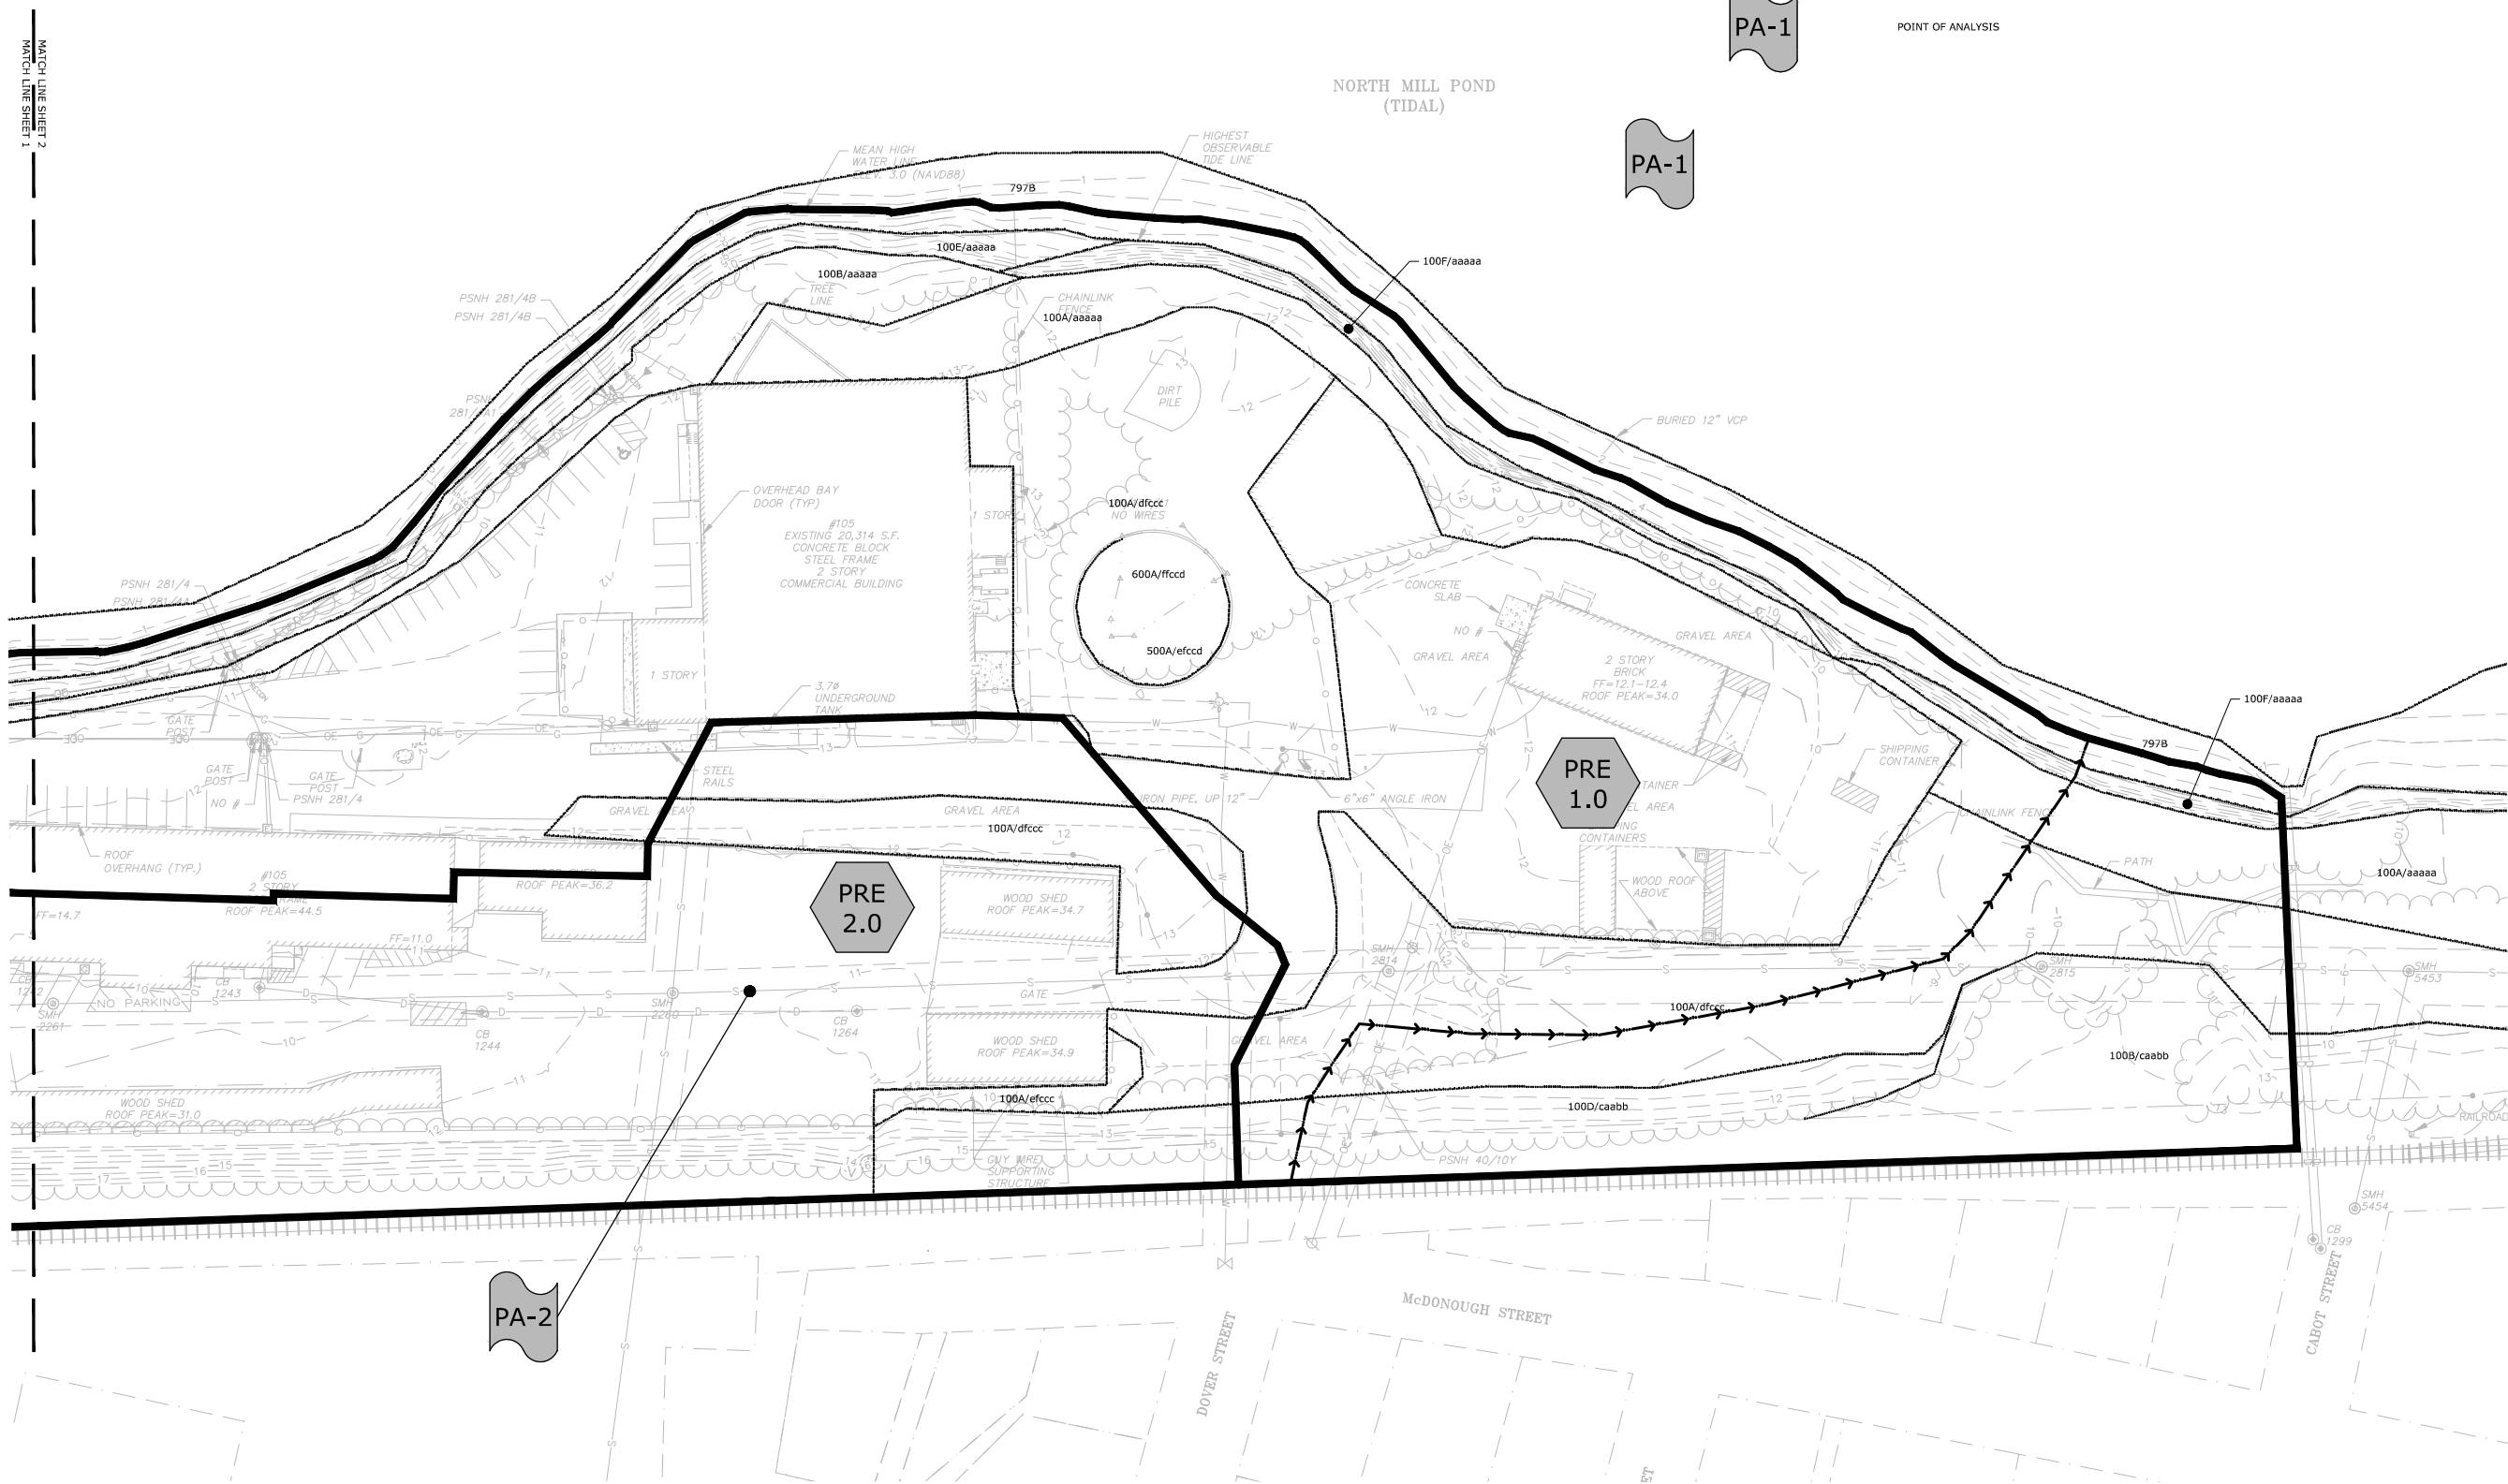 PA-1
POINT OF ANALYSIS
MATCH LINE SHEET 2
MATCH LINE SHEET 1
NORTH MILL POND
(TIDAL)
PA-1
MEAN HIGH
WATER LINE
ELEV. 3.0 (NAVD88)
HIGHEST
OBSERVABLE
TIDE LINE
797B
100E/aaaaa
100B/aaaaa
100F/aaaaa
TREE
LINE
CHAINLINK
FENCE
100A/aaaaa
PSNH 281/4B
PSNH 281/4B
DIRT
PILE
BURIED 12" VCP
OVERHEAD BAY
DOOR (TYP)
#105
EXISTING 20,314 S.F.
CONCRETE BLOCK
STEEL FRAME
2 STORY
COMMERCIAL BUILDING
1 STORY
100A/dfccc
NO WIRES
600A/ffccd
500A/efccd
PSNH 281/4
PSNH 281/4A
CONCRETE
SLAB
NO #
GRAVEL AREA
GRAVEL AREA
2 STORY
BRICK
FF=12.1-12.4
ROOF PEAK=34.0
1 STORY
3.7ø
UNDERGROUND
TANK
GATE
POST
GATE
POST
GATE
POST
NO #
PSNH 281/4
STEEL
RAILS
100F/aaaaa
797B
SHIPPING
CONTAINER
PRE
1.0
IRON PIPE, UP 12"
6"x6" ANGLE IRON
GRAVEL AREA
GRAVEL AREA
100A/dfccc
CONTAINERS
CHAINLINK FENCE
ROOF
OVERHANG (TYP.)
#105
2 STORY
ROOF PEAK=44.5
ROOF PEAK=36.2
FF=14.7
FF=11.0
PRE
2.0
WOOD SHED
ROOF PEAK=34.7
WOOD ROOF
ABOVE
PATH
100A/aaaaa
SMH
2814
SMH
2815
SMH
5453
CB
1242
CB
1243
NO PARKING
SMH
2261
SMH
2260
CB
1244
CB
1264
GATE
100A/dfccc
WOOD SHED
ROOF PEAK=34.9
GRAVEL AREA
100B/caabb
WOOD SHED
ROOF PEAK=31.0
100A/efccc
100D/caabb
RAILROAD
GUY WIRE
SUPPORTING
STRUCTURE
PSNH 40/10Y
SMH
5454
CB
1299
PA-2
McDONOUGH STREET
DOVER STREET
CABOT STREET